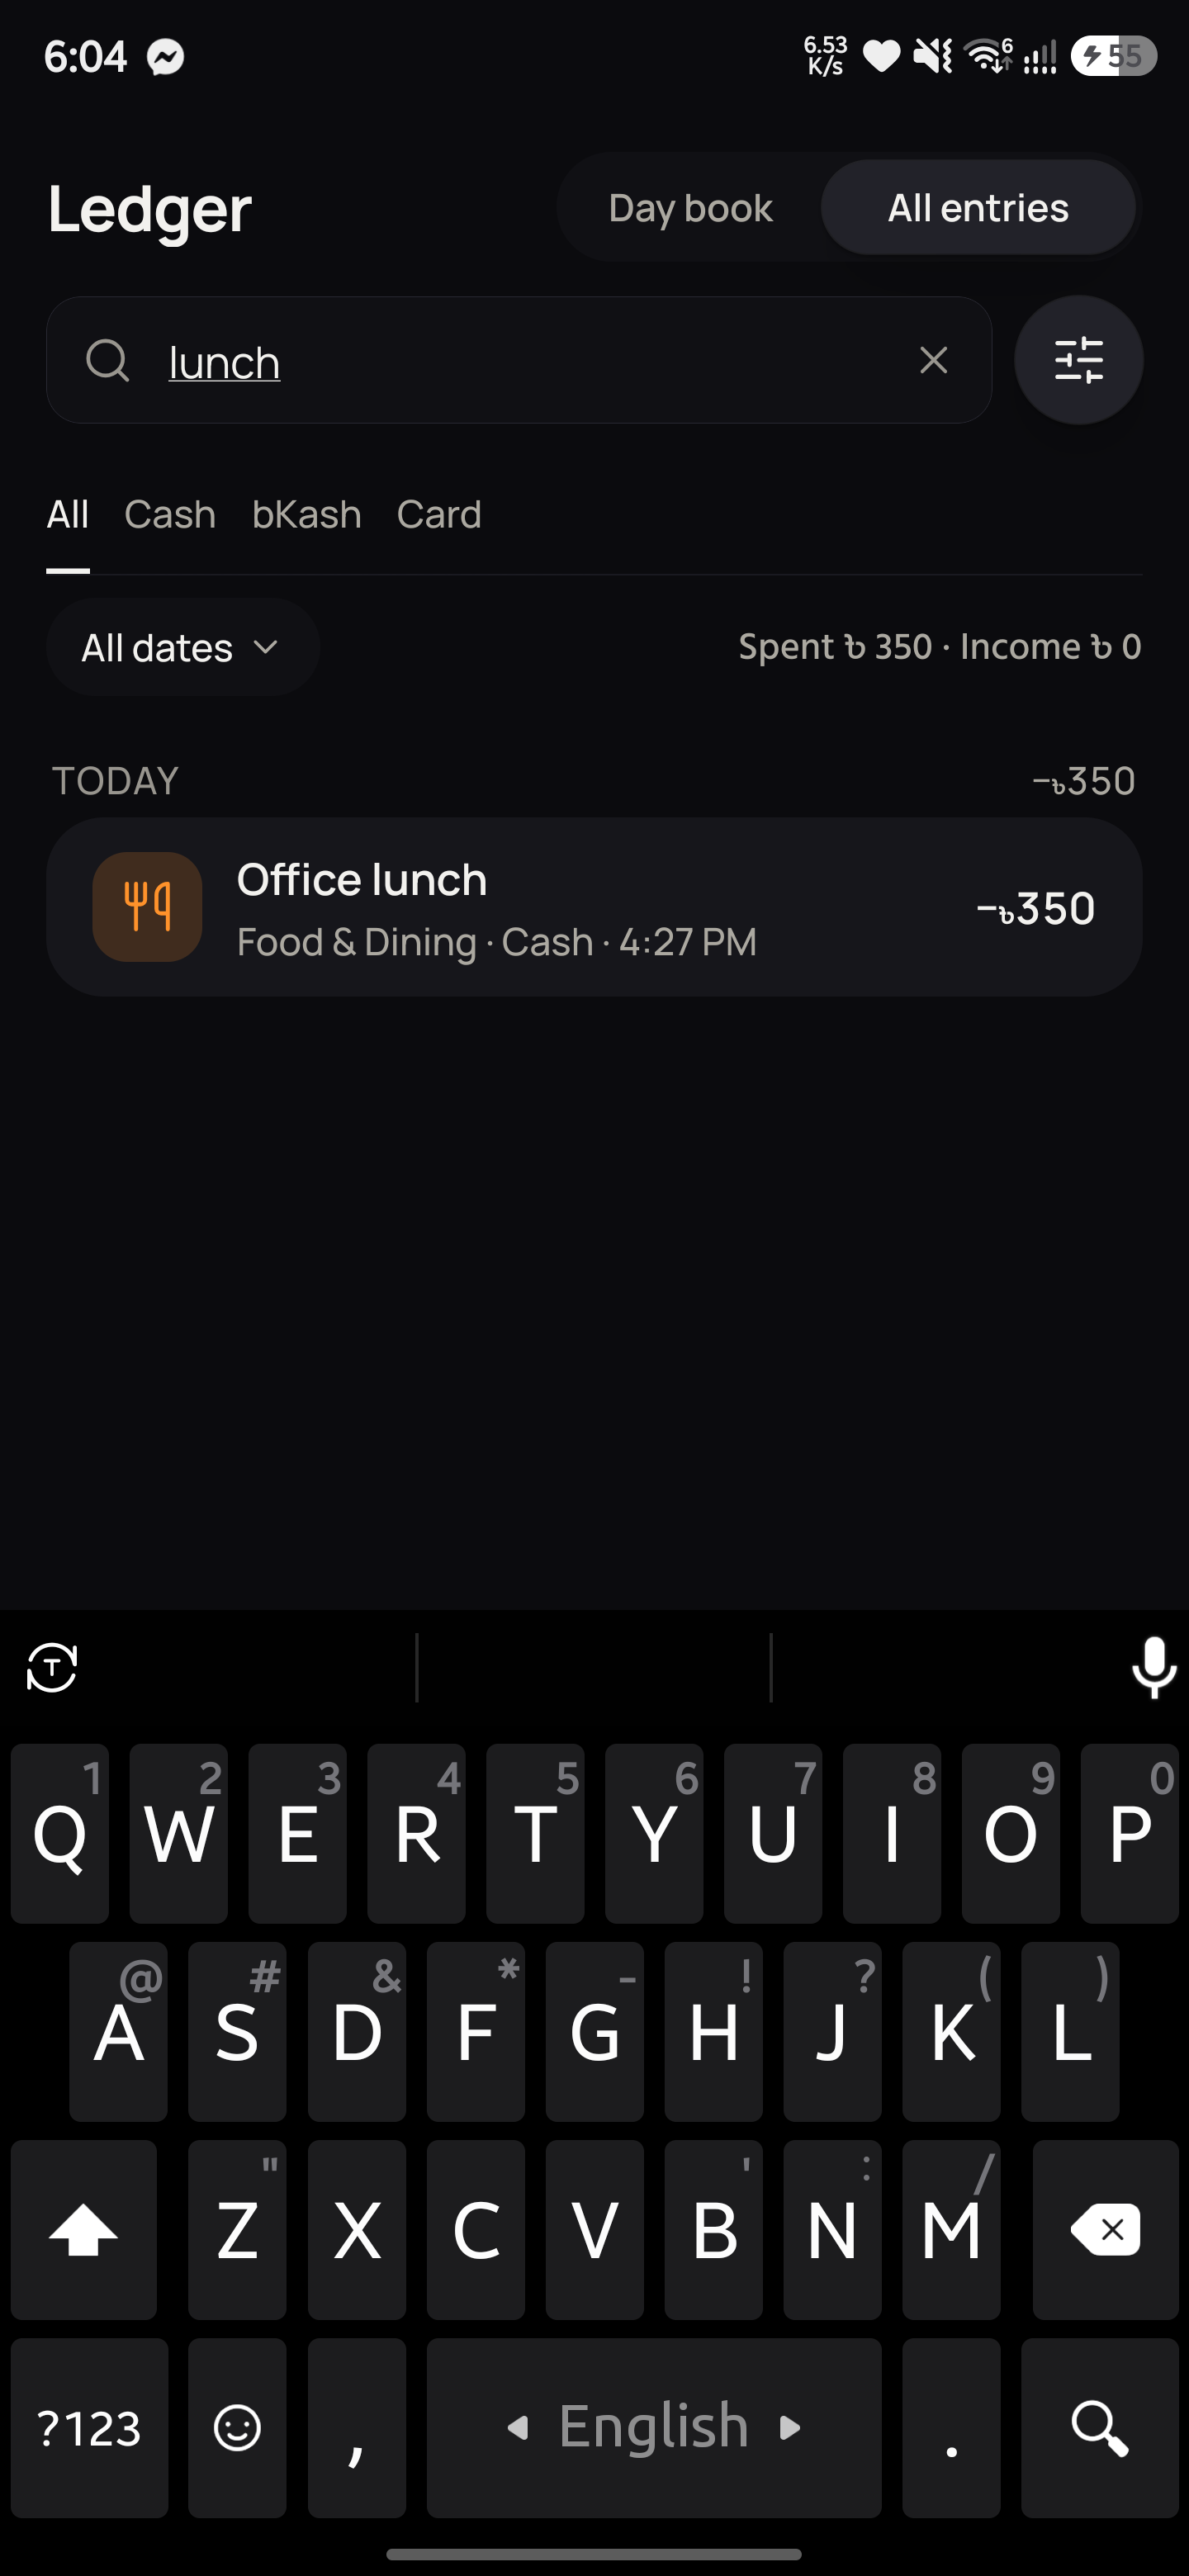 6:04
6.53
K/s
6
55
Ledger
Day book
All entries
lunch
All Cash bKash Card
All dates
Spent ৳ 350 · Income ৳ 0
TODAY
−৳350
Office lunch
−৳350
Food & Dining · Cash · 4:27 PM
T
1 2 3 4 5 6 7 8 9 0
Q W E R T Y U I O P
@ # & * - ! ? ( )
A S D F G H J K L
" ' : /
Z X C V B N M
?123 , English .